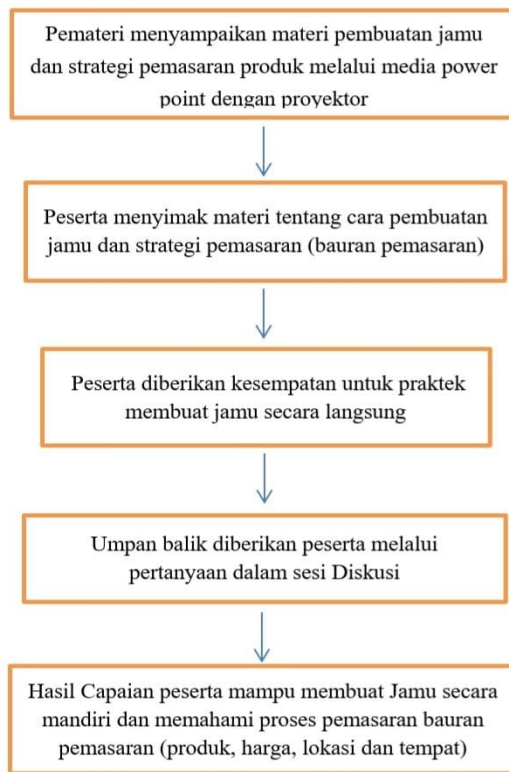 Pemateri menyampaikan materi pembuatan jamu
dan strategi pemasaran produk melalui media power
point dengan proyektor
Peserta menyimak materi tentang cara pembuatan
jamu dan strategi pemasaran (bauran pemasaran)
Peserta diberikan kesempatan untuk praktek
membuat jamu secara langsung
Umpan balik diberikan peserta melalui
pertanyaan dalam sesi Diskusi
Hasil Capaian peserta mampu membuat Jamu secara
mandiri dan memahami proses pemasaran bauran
pemasaran (produk, harga, lokasi dan tempat)